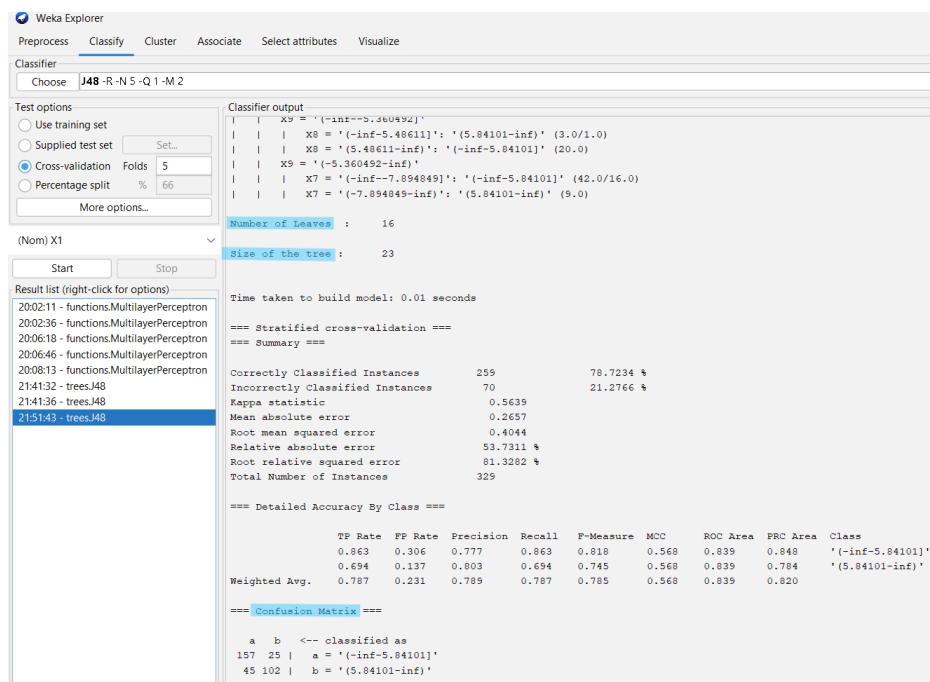 Weka Explorer
Preprocess Classify Cluster Associate Select attributes Visualize
Classifier
Choose J48 -R -N 5 -Q 1 -M 2
Test options
Use training set
Supplied test set Set...
Cross-validation Folds 5
Percentage split % 66
More options...
(Nom) X1
Start Stop
Result list (right-click for options)
20:02:11 - functions.MultilayerPerceptron
20:02:36 - functions.MultilayerPerceptron
20:06:18 - functions.MultilayerPerceptron
20:06:46 - functions.MultilayerPerceptron
20:08:13 - functions.MultilayerPerceptron
21:41:32 - trees.J48
21:41:36 - trees.J48
21:51:43 - trees.J48
Classifier output
| | X9 = '(-inf--5.360492]'
| | | X8 = '(-inf-5.48611]': '(5.84101-inf)' (3.0/1.0)
| | | X8 = '(5.48611-inf)': '(-inf-5.84101]' (20.0)
| | X9 = '(-5.360492-inf)'
| | | X7 = '(-inf--7.894849]': '(-inf-5.84101]' (42.0/16.0)
| | | X7 = '(-7.894849-inf)': '(5.84101-inf)' (9.0)
Number of Leaves : 16
Size of the tree : 23
Time taken to build model: 0.01 seconds
=== Stratified cross-validation ===
=== Summary ===
Correctly Classified Instances 259 78.7234 %
Incorrectly Classified Instances 70 21.2766 %
Kappa statistic 0.5639
Mean absolute error 0.2657
Root mean squared error 0.4044
Relative absolute error 53.7311 %
Root relative squared error 81.3282 %
Total Number of Instances 329
=== Detailed Accuracy By Class ===
TP Rate FP Rate Precision Recall F-Measure MCC ROC Area PRC Area Class
0.863 0.306 0.777 0.863 0.818 0.568 0.839 0.848 '(-inf-5.84101]'
0.694 0.137 0.803 0.694 0.745 0.568 0.839 0.784 '(5.84101-inf)'
Weighted Avg. 0.787 0.231 0.789 0.787 0.785 0.568 0.839 0.820
=== Confusion Matrix ===
a b <-- classified as
157 25 | a = '(-inf-5.84101]'
45 102 | b = '(5.84101-inf)'